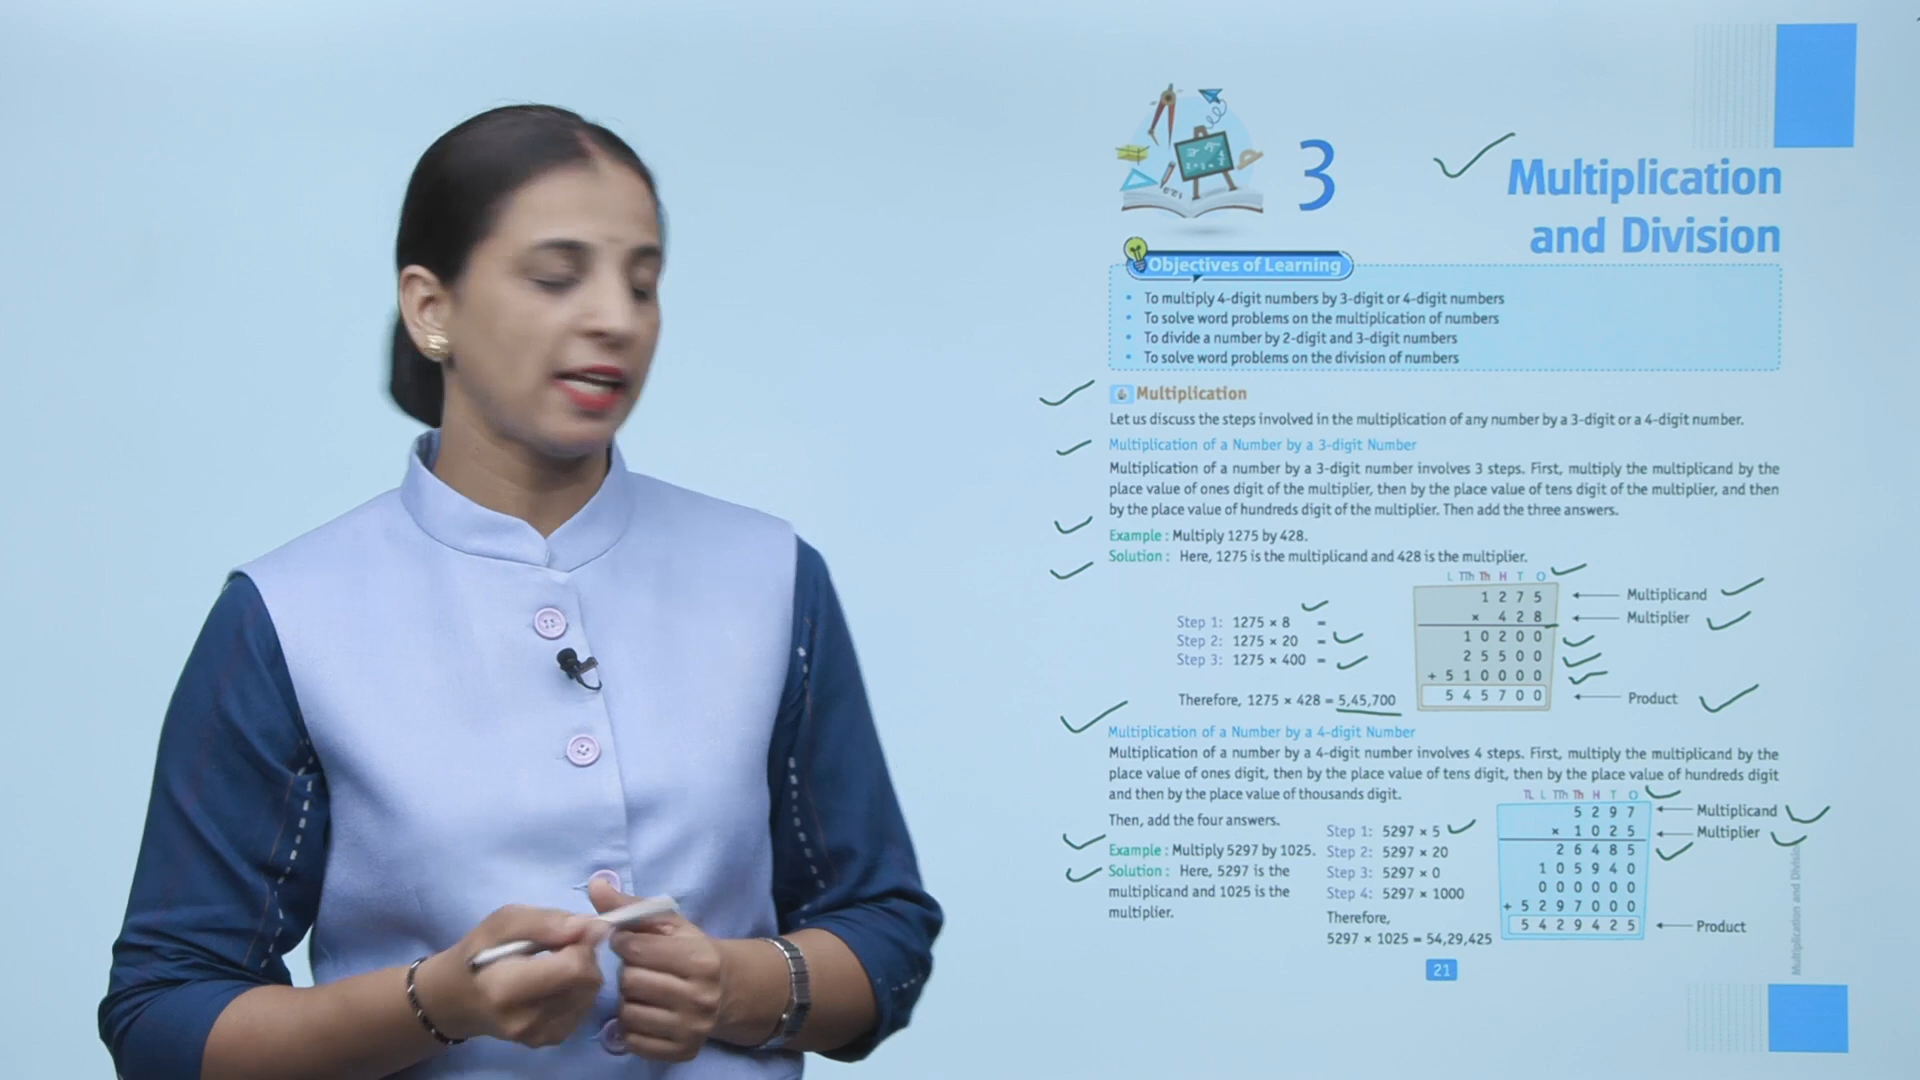 3
Multiplication
and Division
Objectives of Learning
• To multiply 4-digit numbers by 3-digit or 4-digit numbers
• To solve word problems on the multiplication of numbers
• To divide a number by 2-digit and 3-digit numbers
• To solve word problems on the division of numbers
Multiplication
Let us discuss the steps involved in the multiplication of any number by a 3-digit or a 4-digit number.
Multiplication of a Number by a 3-digit Number
Multiplication of a number by a 3-digit number involves 3 steps. First, multiply the multiplicand by the
place value of ones digit of the multiplier, then by the place value of tens digit of the multiplier, and then
by the place value of hundreds digit of the multiplier. Then add the three answers.
Example : Multiply 1275 by 428.
Solution : Here, 1275 is the multiplicand and 428 is the multiplier.
L TTh Th H T O
1 2 7 5 Multiplicand
× 4 2 8 Multiplier
Step 1: 1275 × 8 = 1 0 2 0 0
Step 2: 1275 × 20 = 2 5 5 0 0
Step 3: 1275 × 400 = + 5 1 0 0 0 0
Therefore, 1275 × 428 = 5,45,700 5 4 5 7 0 0 Product
Multiplication of a Number by a 4-digit Number
Multiplication of a number by a 4-digit number involves 4 steps. First, multiply the multiplicand by the
place value of ones digit, then by the place value of tens digit, then by the place value of hundreds digit
and then by the place value of thousands digit.
Then, add the four answers.
Example : Multiply 5297 by 1025.
Solution : Here, 5297 is the
multiplicand and 1025 is the
multiplier.
Step 1: 5297 × 5
Step 2: 5297 × 20
Step 3: 5297 × 0
Step 4: 5297 × 1000
Therefore,
5297 × 1025 = 54,29,425
TL L TTh Th H T O
5 2 9 7 Multiplicand
× 1 0 2 5 Multiplier
2 6 4 8 5
1 0 5 9 4 0
0 0 0 0 0 0
+ 5 2 9 7 0 0 0
5 4 2 9 4 2 5 Product
Multiplication and Division
21